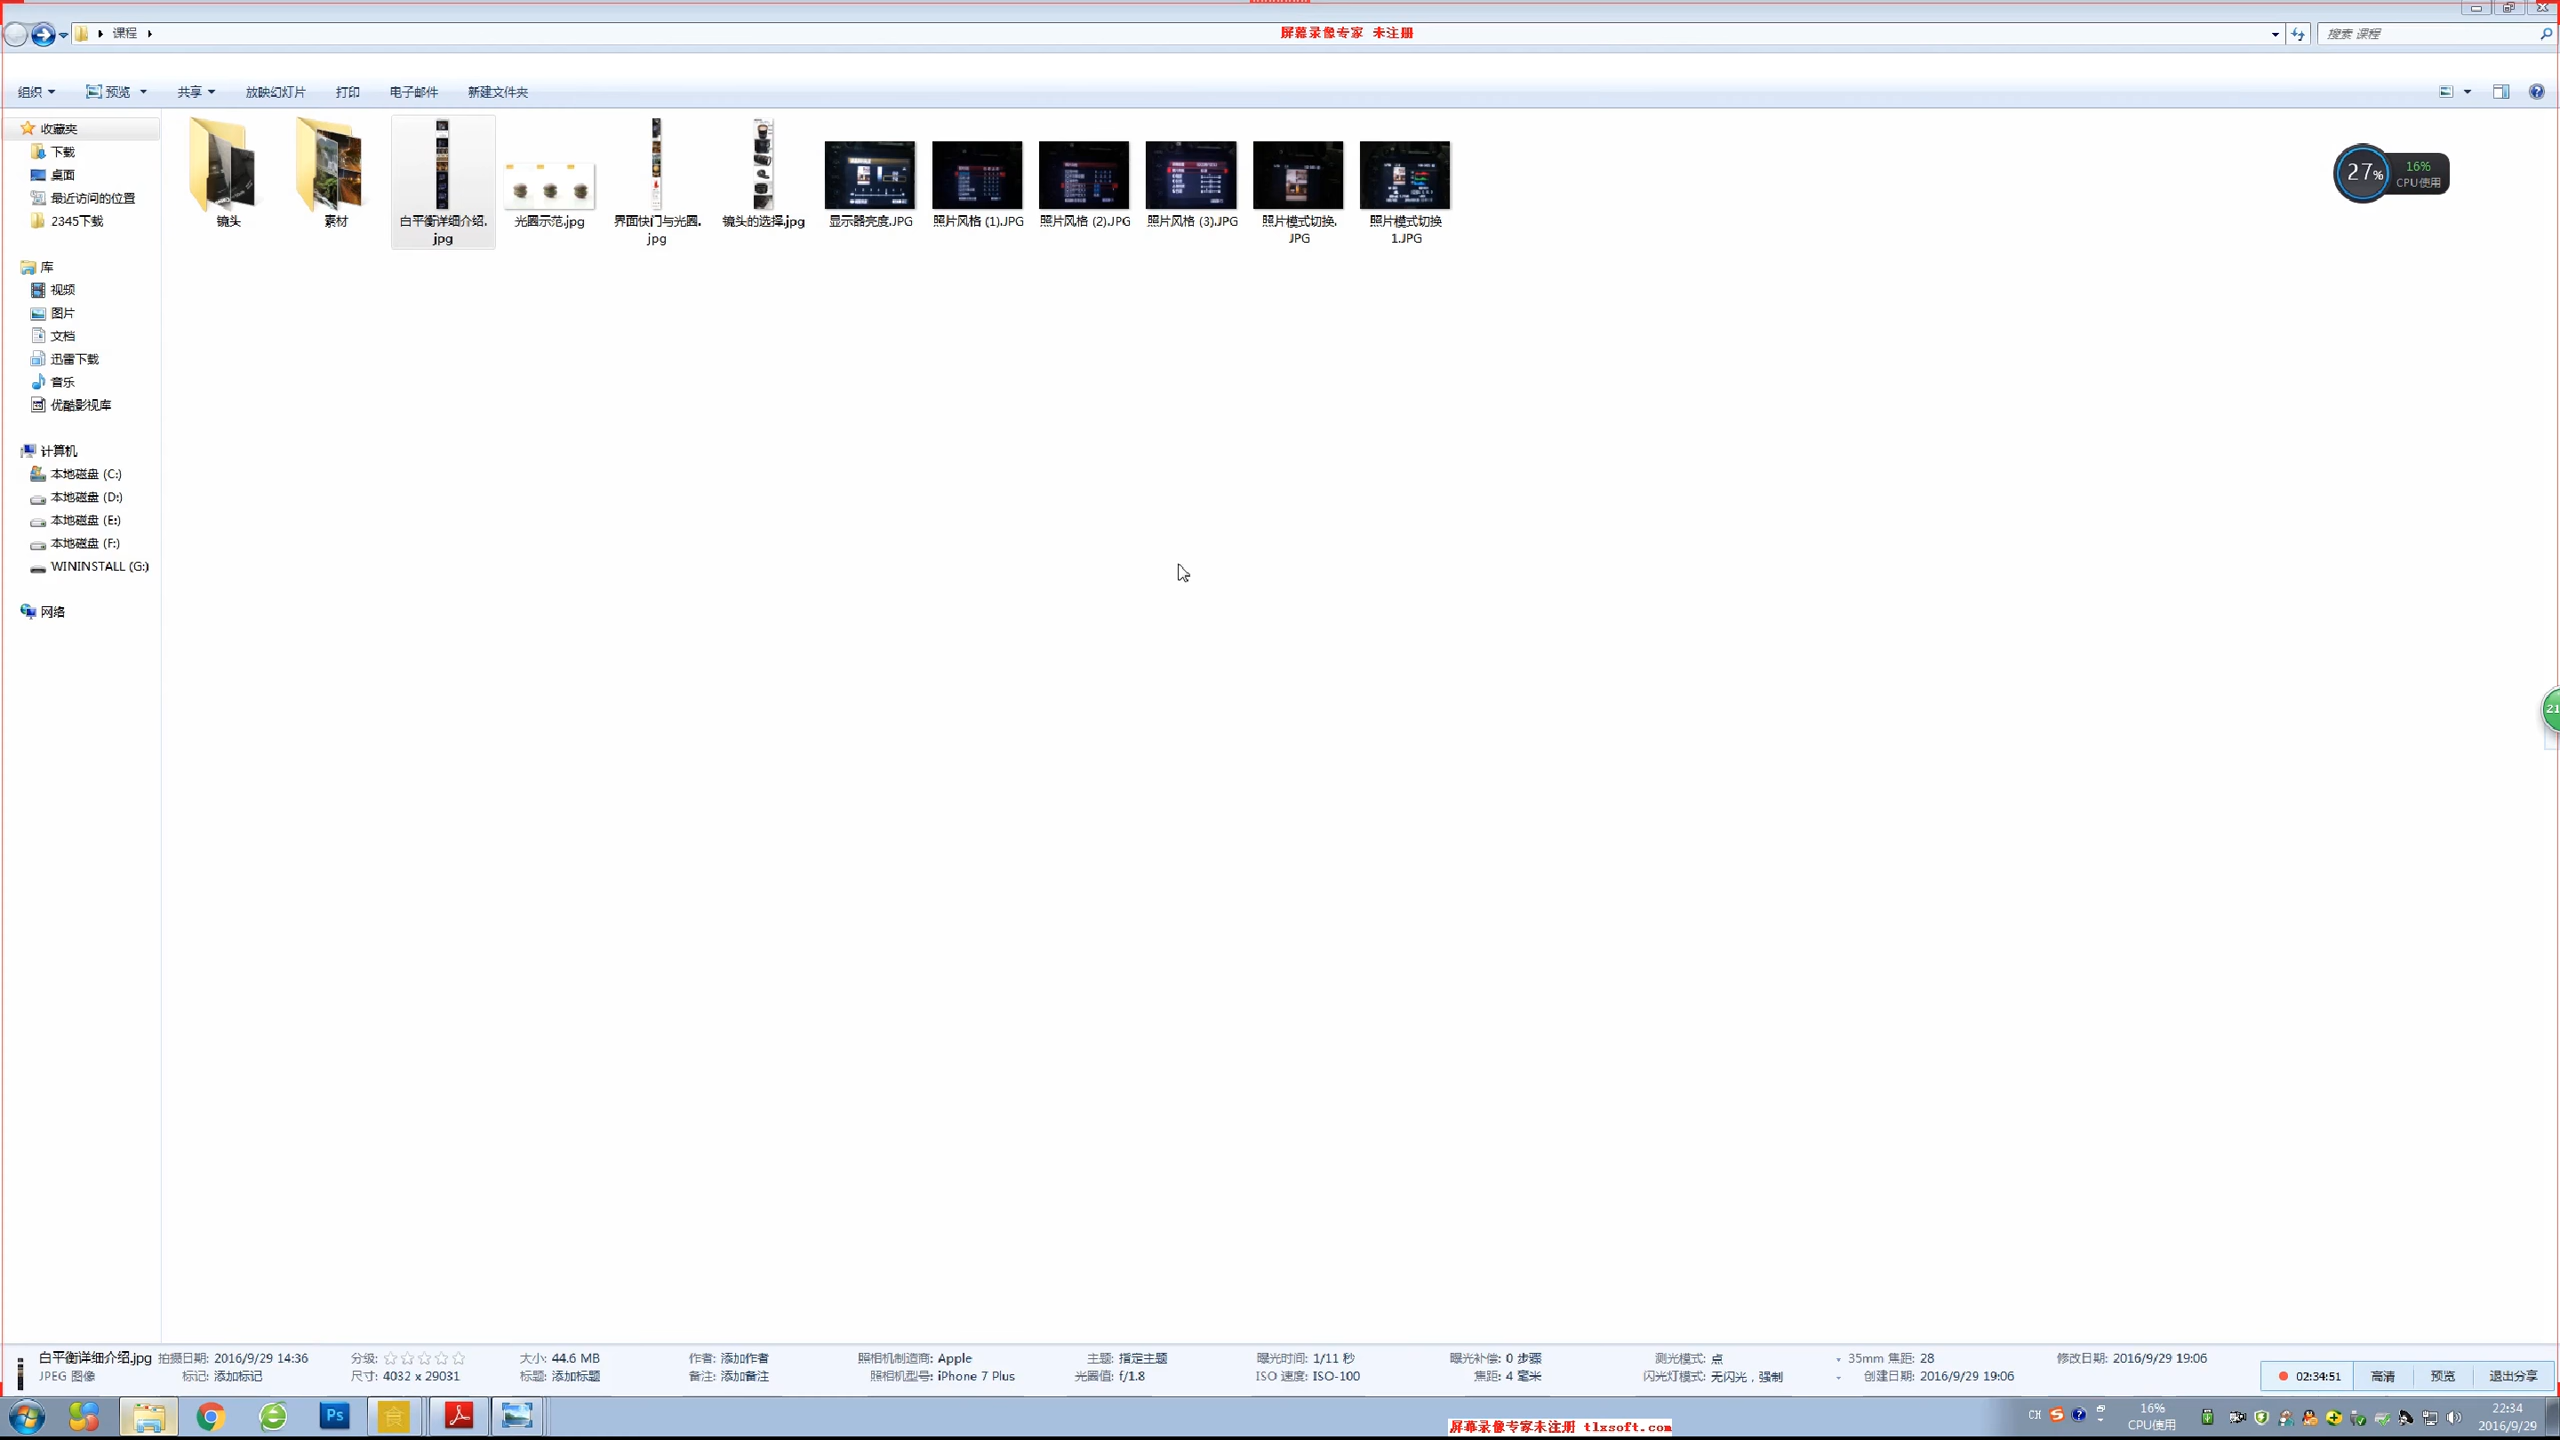 课程
屏幕录像专家 未注册
搜索 课程
组织
预览
共享
放映幻灯片
打印
电子邮件
新建文件夹
收藏夹
下载
桌面
最近访问的位置
2345下载
库
视频
图片
文档
迅雷下载
音乐
优酷影视库
计算机
本地磁盘 (C:)
本地磁盘 (D:)
本地磁盘 (E:)
本地磁盘 (F:)
WININSTALL (G:)
网络
镜头
素材
白平衡详细介绍.
jpg
光圈示范.jpg
界面快门与光圈.
jpg
镜头的选择.jpg
显示器亮度.JPG
照片风格 (1).JPG
照片风格 (2).JPG
照片风格 (3).JPG
照片模式切换.
JPG
照片模式切换
1.JPG
27%
16%
CPU使用
21
白平衡详细介绍.jpg 拍摄日期: 2016/9/29 14:36 分级: 大小: 44.6 MB 作者: 添加作者 照相机制造商: Apple 主题: 指定主题 曝光时间: 1/11 秒 曝光补偿: 0 步骤 测光模式: 点 35mm 焦距: 28 修改日期: 2016/9/29 19:06
JPEG 图像 标记: 添加标记 尺寸: 4032 x 29031 标题: 添加标题 备注: 添加备注 照相机型号: iPhone 7 Plus 光圈值: f/1.8 ISO 速度: ISO-100 焦距: 4 毫米 闪光灯模式: 无闪光，强制 创建日期: 2016/9/29 19:06
02:34:51 高清 预览 退出分享
Ps
屏幕录像专家未注册 tlxsoft.com
CH
16%
CPU使用
22:34
2016/9/29